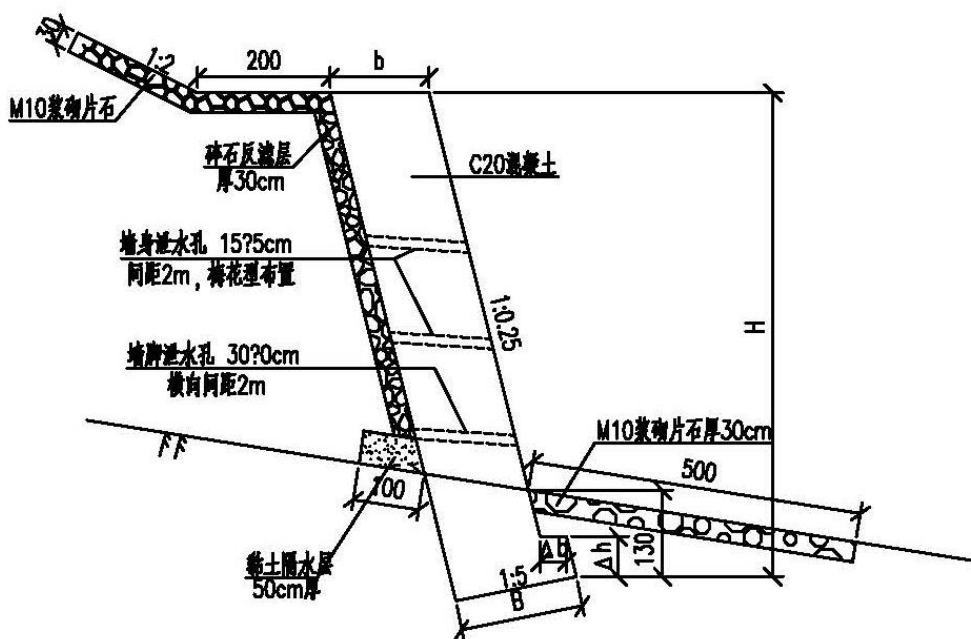 30
1:2
200
b
M10浆砌片石
碎石反滤层
厚30cm
C20混凝土
墙身泄水孔 15?5cm
间距2m,梅花型布置
1:0.25
H
墙脚泄水孔 30?0cm
横向间距2m
M10浆砌片石厚30cm
500
100
Δb
Δh
130
粘土隔水层
50cm厚
1:5
B